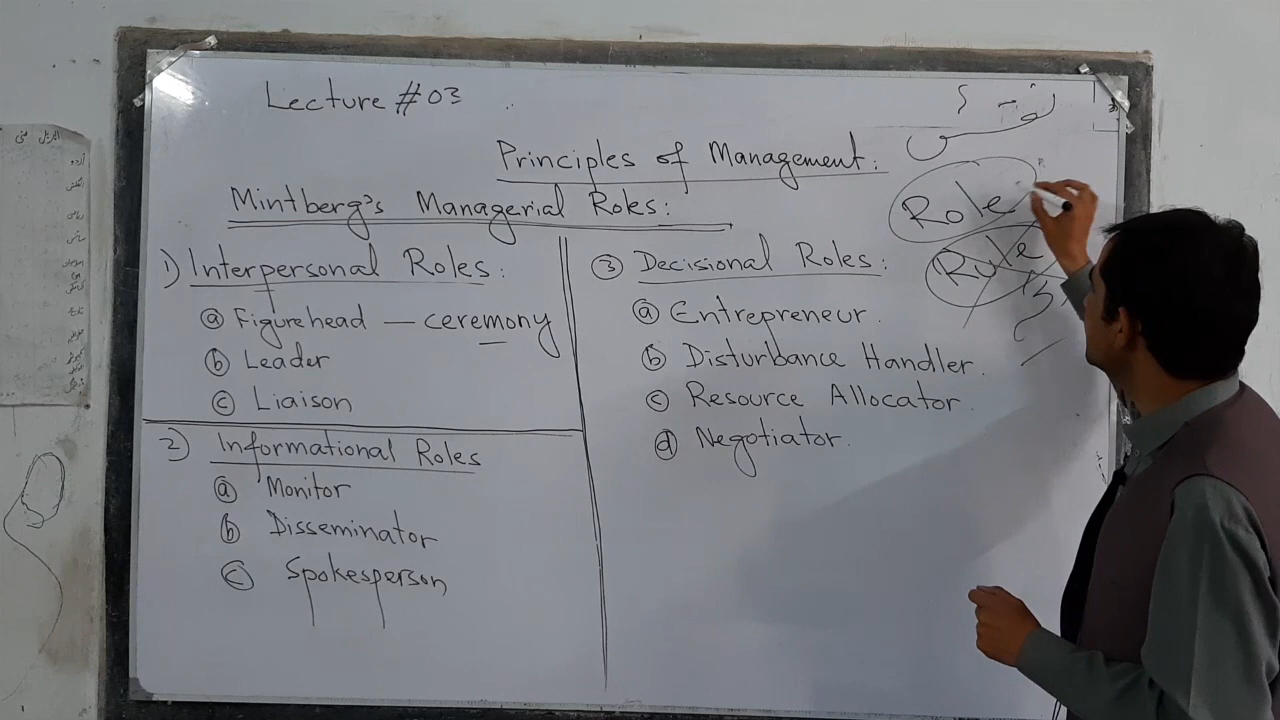 Lecture #03
Principles of Management:
Mintberg's Managerial Roles:
1) Interpersonal Roles:
ⓐ Figurehead — ceremony
ⓑ Leader
ⓒ Liaison
2) Informational Roles
ⓐ Monitor
ⓑ Disseminator
ⓒ Spokesperson
③ Decisional Roles:
ⓐ Entrepreneur.
ⓑ Disturbance Handler.
ⓒ Resource Allocator.
ⓓ Negotiator.
Role
Rule
اردو